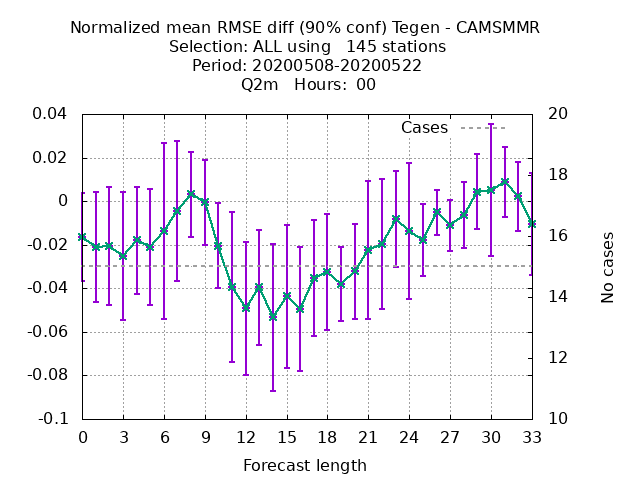 Normalized mean RMSE diff (90% conf) Tegen - CAMSMMR
Selection: ALL using   145 stations
Period: 20200508-20200522
Q2m   Hours:  00
Cases
0.04
0.02
0
-0.02
-0.04
-0.06
-0.08
-0.1
20
18
16
14
12
10
No cases
0 3 6 9 12 15 18 21 24 27 30 33
Forecast length